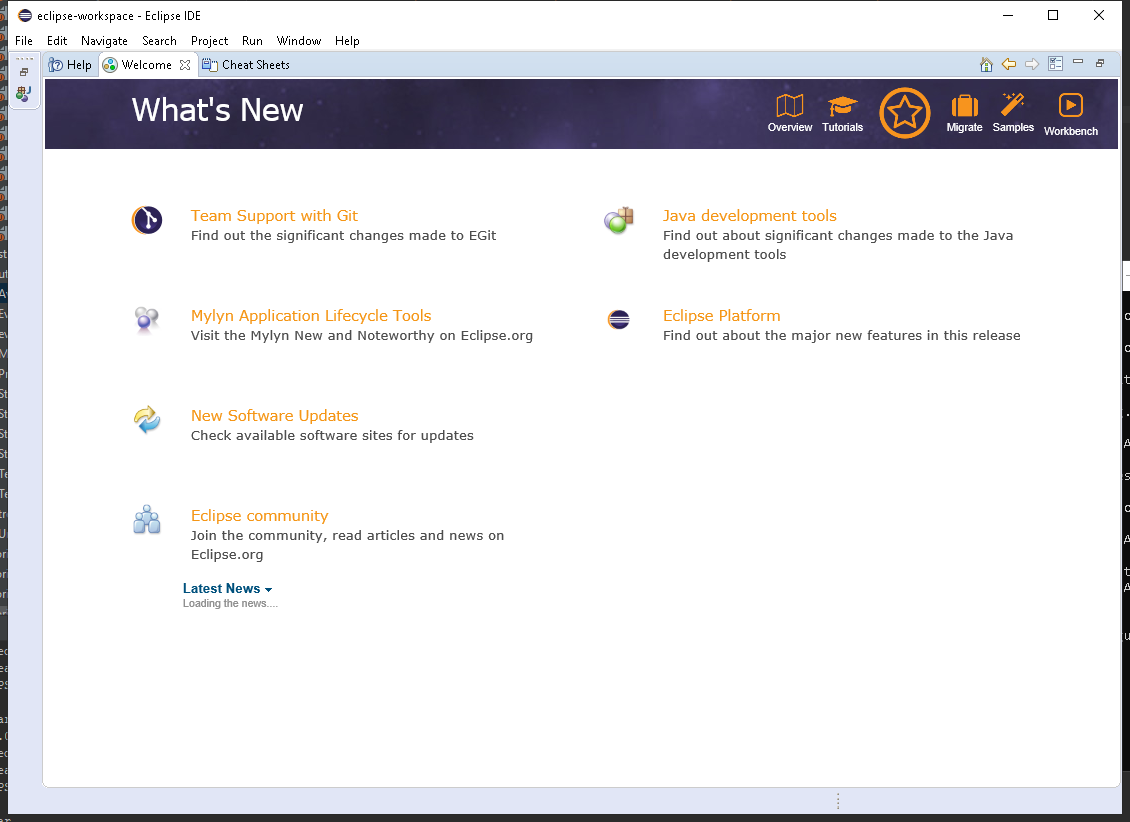 eclipse-workspace - Eclipse IDE
File Edit Navigate Search Project Run Window Help
Help Welcome Cheat Sheets
What's New
Overview Tutorials Migrate Samples Workbench
Team Support with Git
Find out the significant changes made to EGit
Java development tools
Find out about significant changes made to the Java
development tools
Mylyn Application Lifecycle Tools
Visit the Mylyn New and Noteworthy on Eclipse.org
Eclipse Platform
Find out about the major new features in this release
New Software Updates
Check available software sites for updates
Eclipse community
Join the community, read articles and news on
Eclipse.org
Latest News
Loading the news....